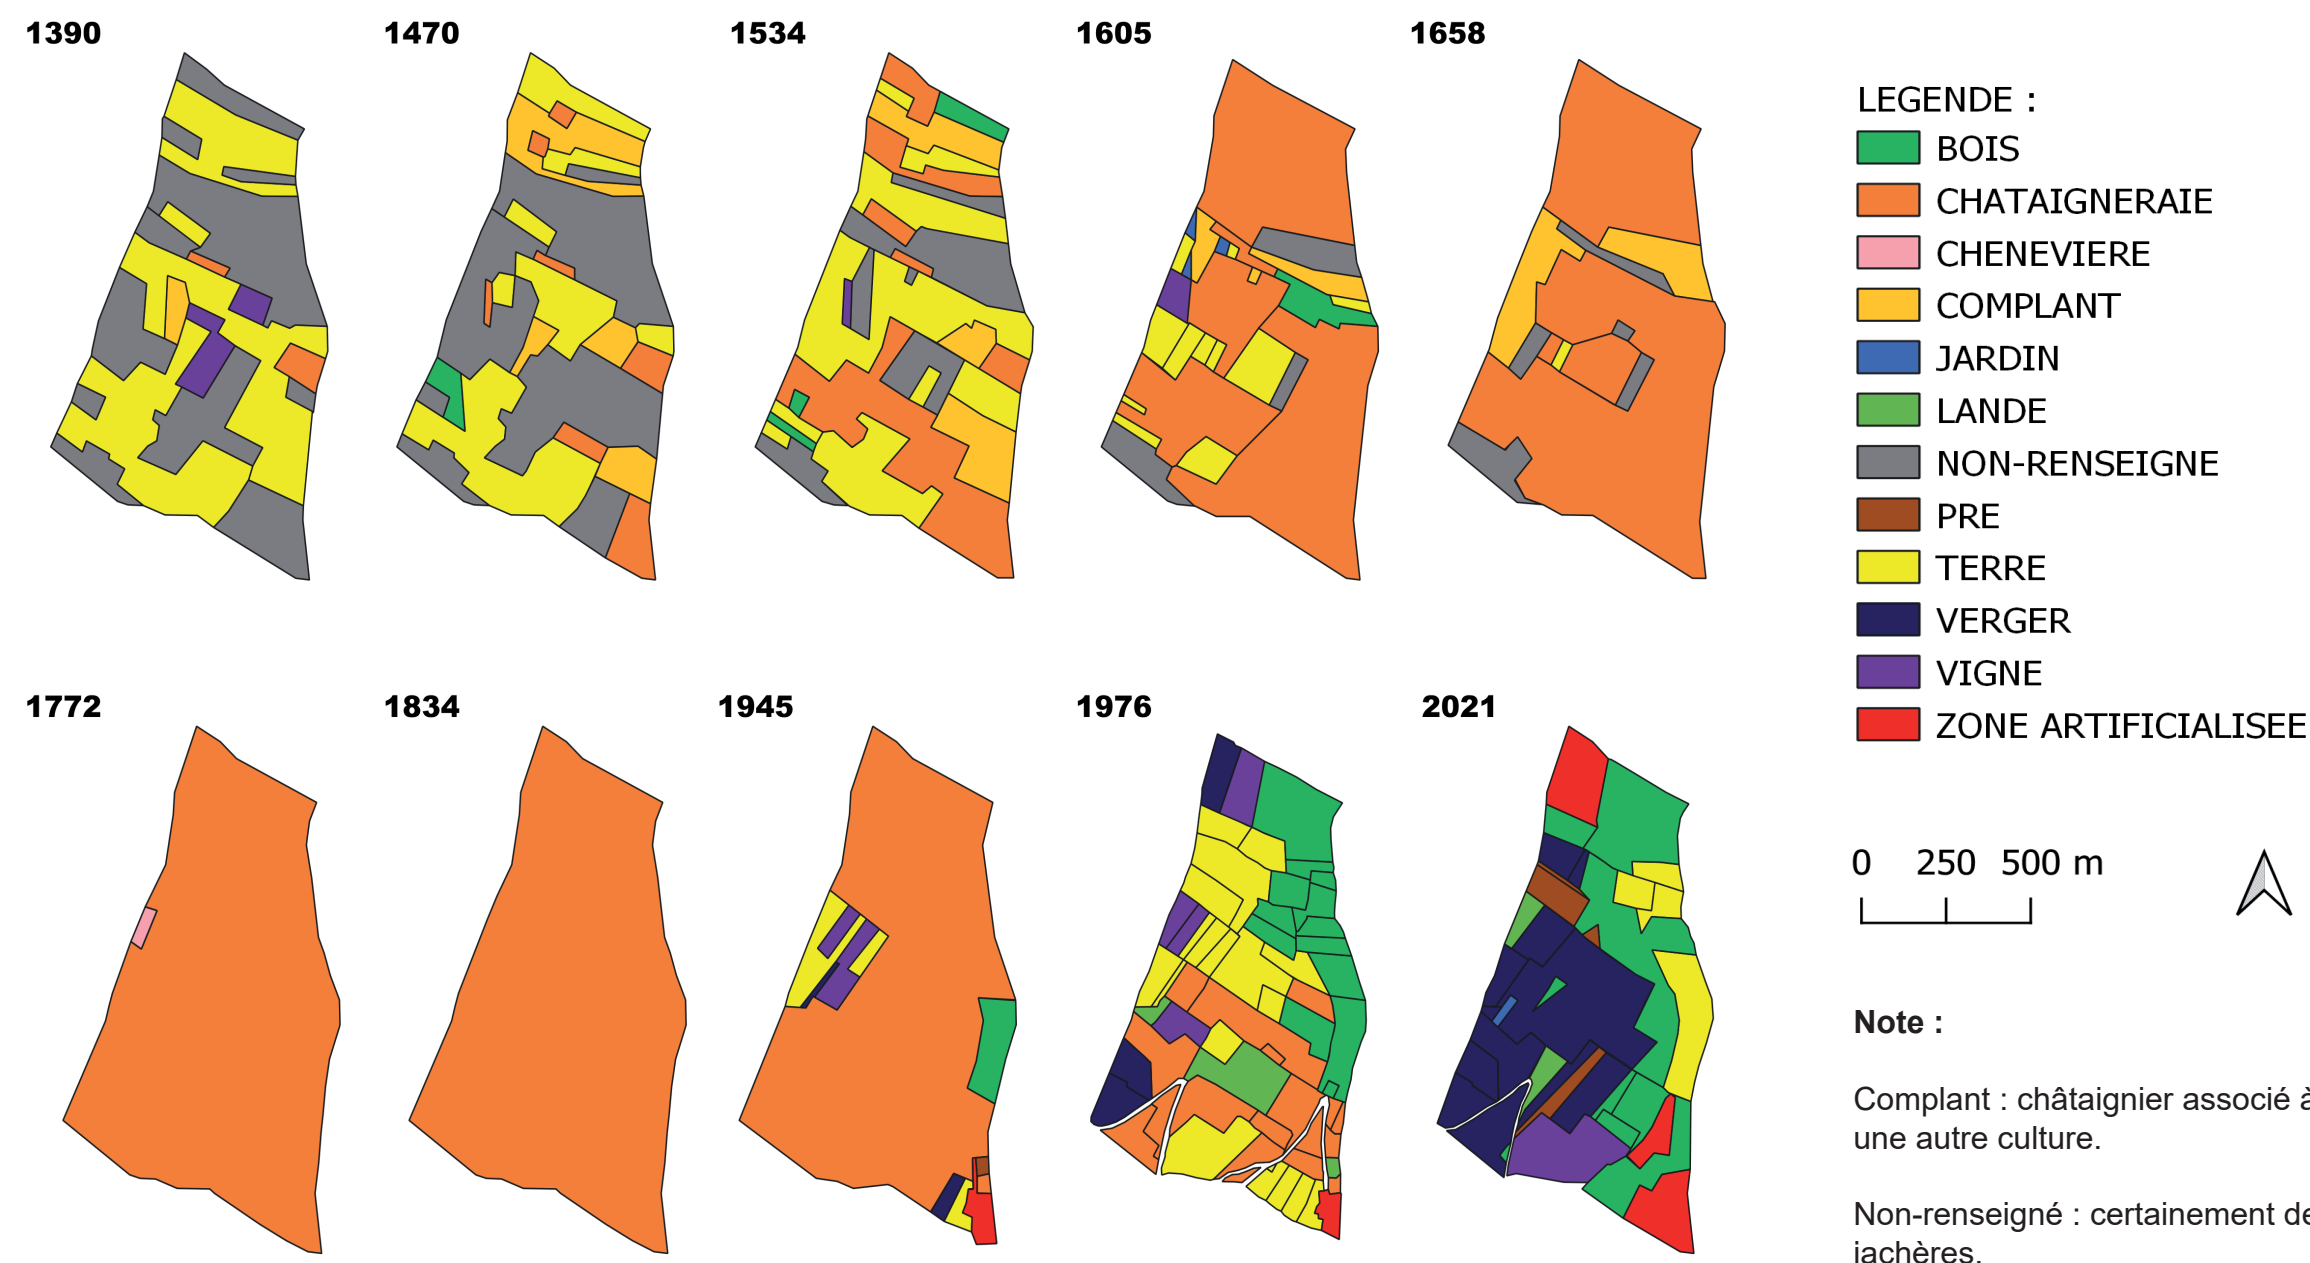 1390
1470
1534
1605
1658
LEGENDE :
BOIS
CHATAIGNERAIE
CHENEVIERE
COMPLANT
JARDIN
LANDE
NON-RENSEIGNE
PRE
TERRE
VERGER
VIGNE
ZONE ARTIFICIALISEE
1772
1834
1945
1976
2021
0 250 500 m
Note :
Complant : châtaignier associé à
une autre culture.
Non-renseigné : certainement de
jachères.